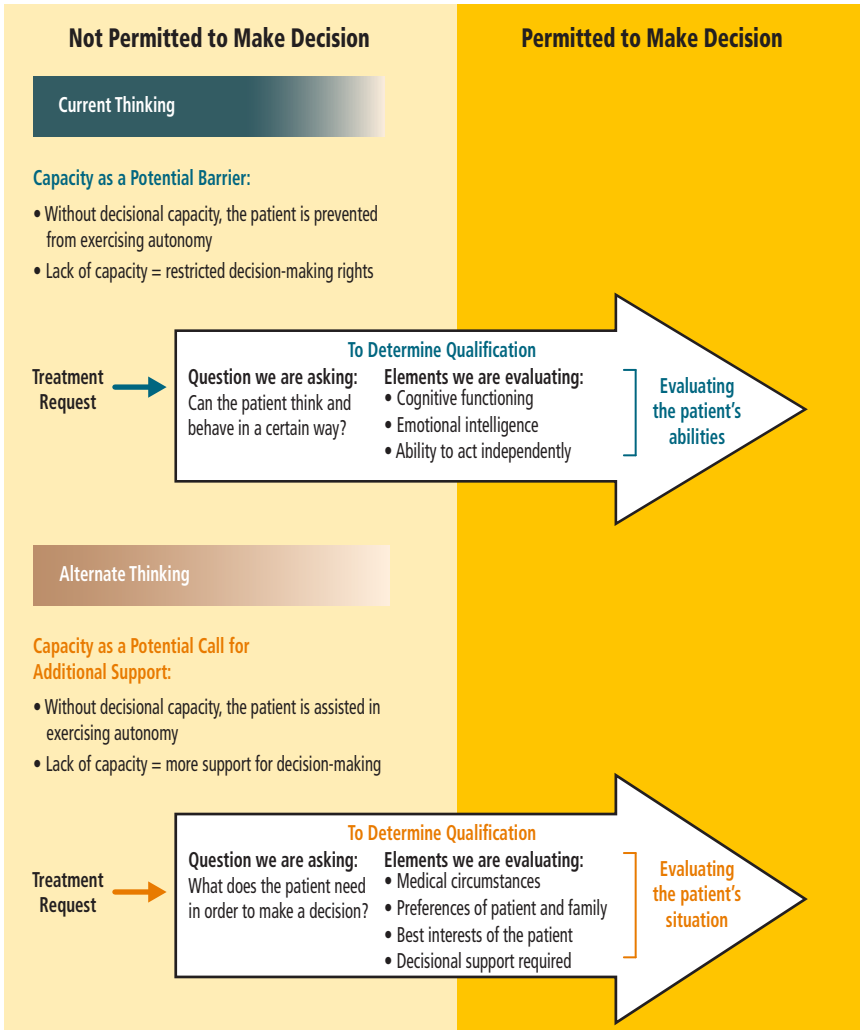 Not Permitted to Make Decision
Permitted to Make Decision
Current Thinking
Capacity as a Potential Barrier:
• Without decisional capacity, the patient is prevented
from exercising autonomy
• Lack of capacity = restricted decision-making rights
Treatment
Request
To Determine Qualification
Question we are asking:
Can the patient think and
behave in a certain way?
Elements we are evaluating:
• Cognitive functioning
• Emotional intelligence
• Ability to act independently
Evaluating
the patient’s
abilities
Alternate Thinking
Capacity as a Potential Call for
Additional Support:
• Without decisional capacity, the patient is assisted in
exercising autonomy
• Lack of capacity = more support for decision-making
Treatment
Request
To Determine Qualification
Question we are asking:
What does the patient need
in order to make a decision?
Elements we are evaluating:
• Medical circumstances
• Preferences of patient and family
• Best interests of the patient
• Decisional support required
Evaluating
the patient’s
situation